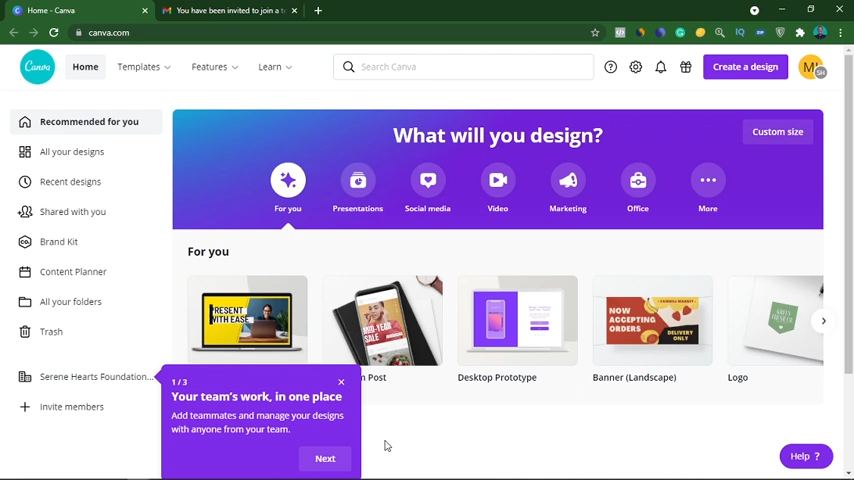 Home - Canva
You have been invited to join a t
canva.com
Canva
Home
Templates
Features
Learn
Search Canva
Create a design
SH
Recommended for you
All your designs
Recent designs
Shared with you
Brand Kit
Content Planner
All your folders
Trash
Serene Hearts Foundation...
Invite members
What will you design?
Custom size
For you
Presentations
Social media
Video
Marketing
Office
More
For you
PRESENT
WITH EASE
MID-YEAR
SALE
NOW
ACCEPTING
ORDERS
DELIVERY
ONLY
Post
Desktop Prototype
Banner (Landscape)
Logo
1 / 3
Your team's work, in one place
Add teammates and manage your designs
with anyone from your team.
Next
Help ?